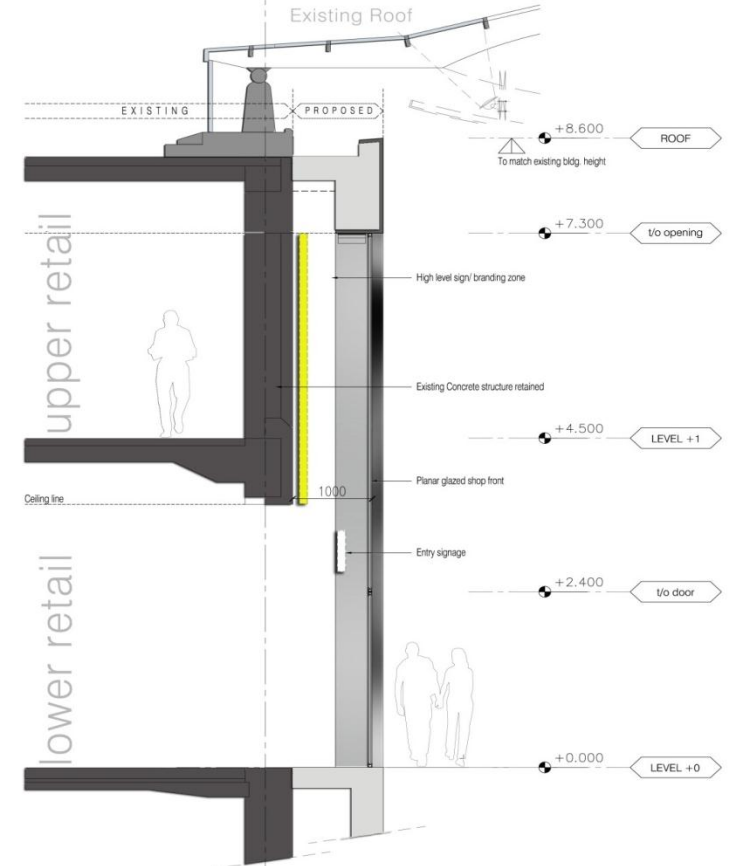 Existing Roof
EXISTING
PROPOSED
+8.600
ROOF
To match existing bldg. height
+7.300
t/o opening
upper retail
High level sign/ branding zone
Existing Concrete structure retained
+4.500
LEVEL +1
Planar glazed shop front
Ceiling line
1000
Entry signage
+2.400
t/o door
lower retail
+0.000
LEVEL +0